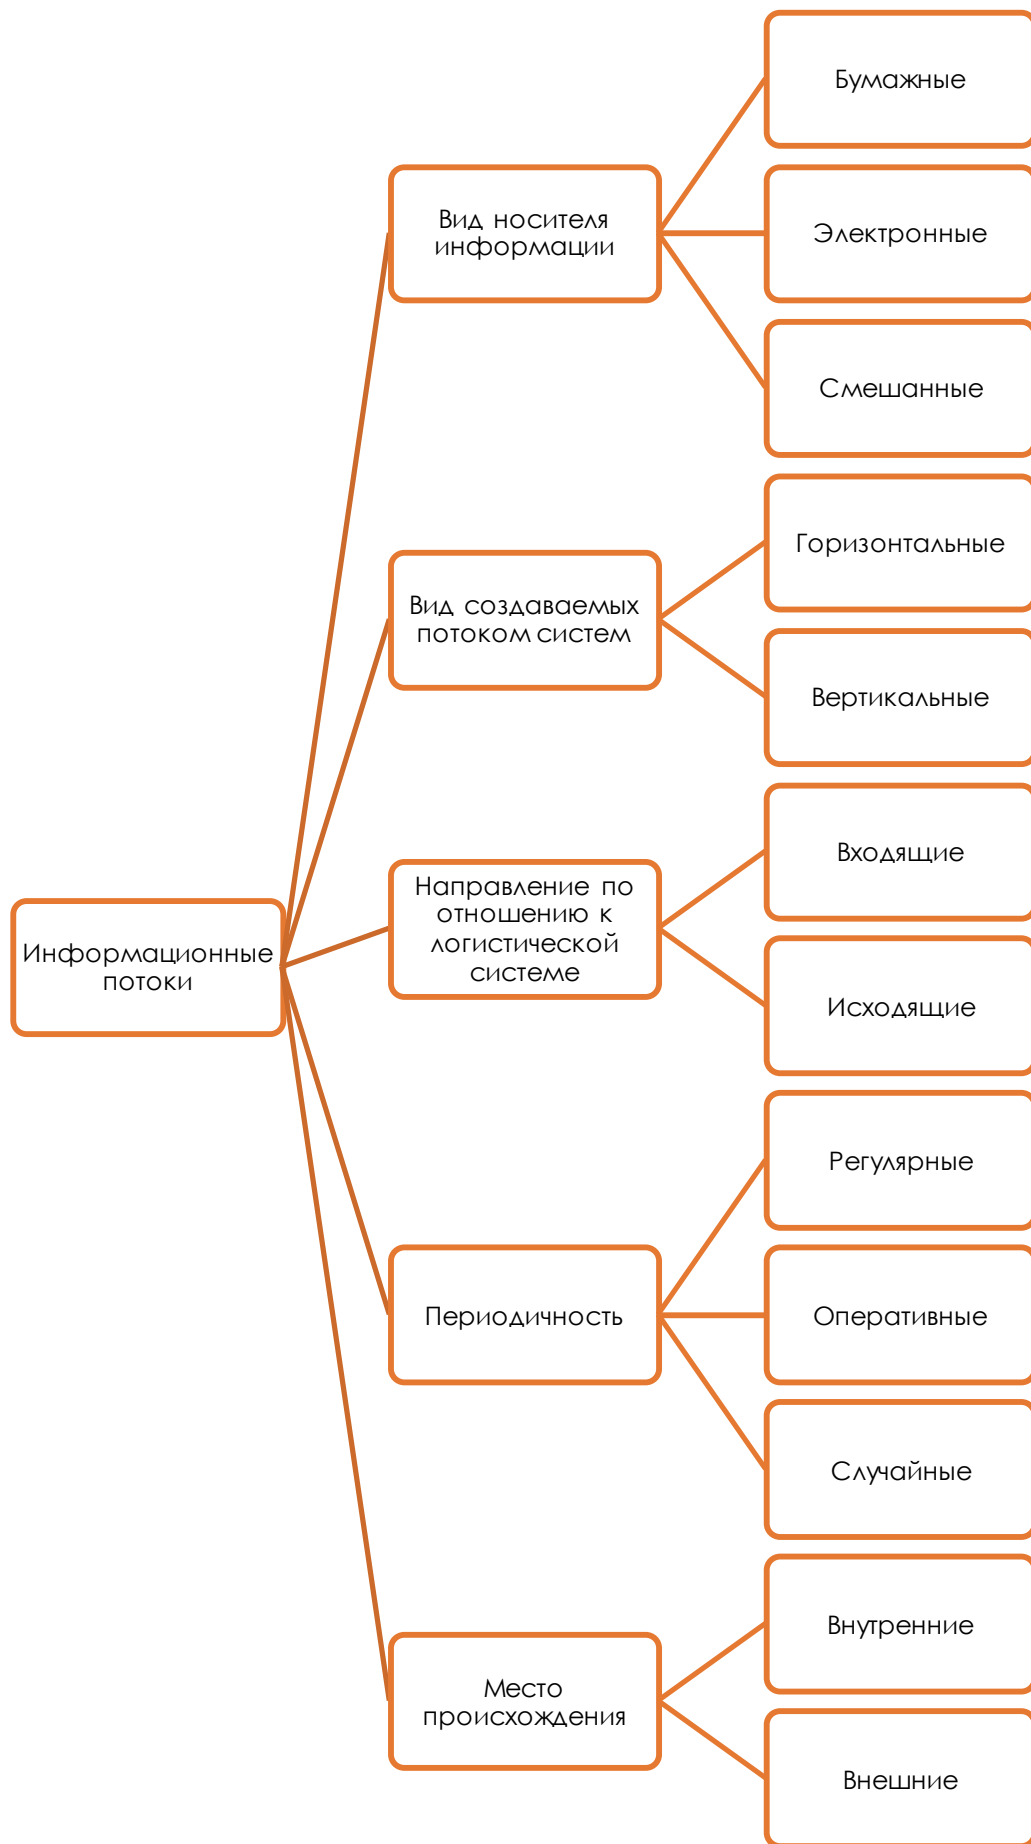 Информационные
потоки
Вид носителя
информации
Бумажные
Электронные
Смешанные
Вид создаваемых
потоком систем
Горизонтальные
Вертикальные
Направление по
отношению к
логистической
системе
Входящие
Исходящие
Периодичность
Регулярные
Оперативные
Случайные
Место
происхождения
Внутренние
Внешние